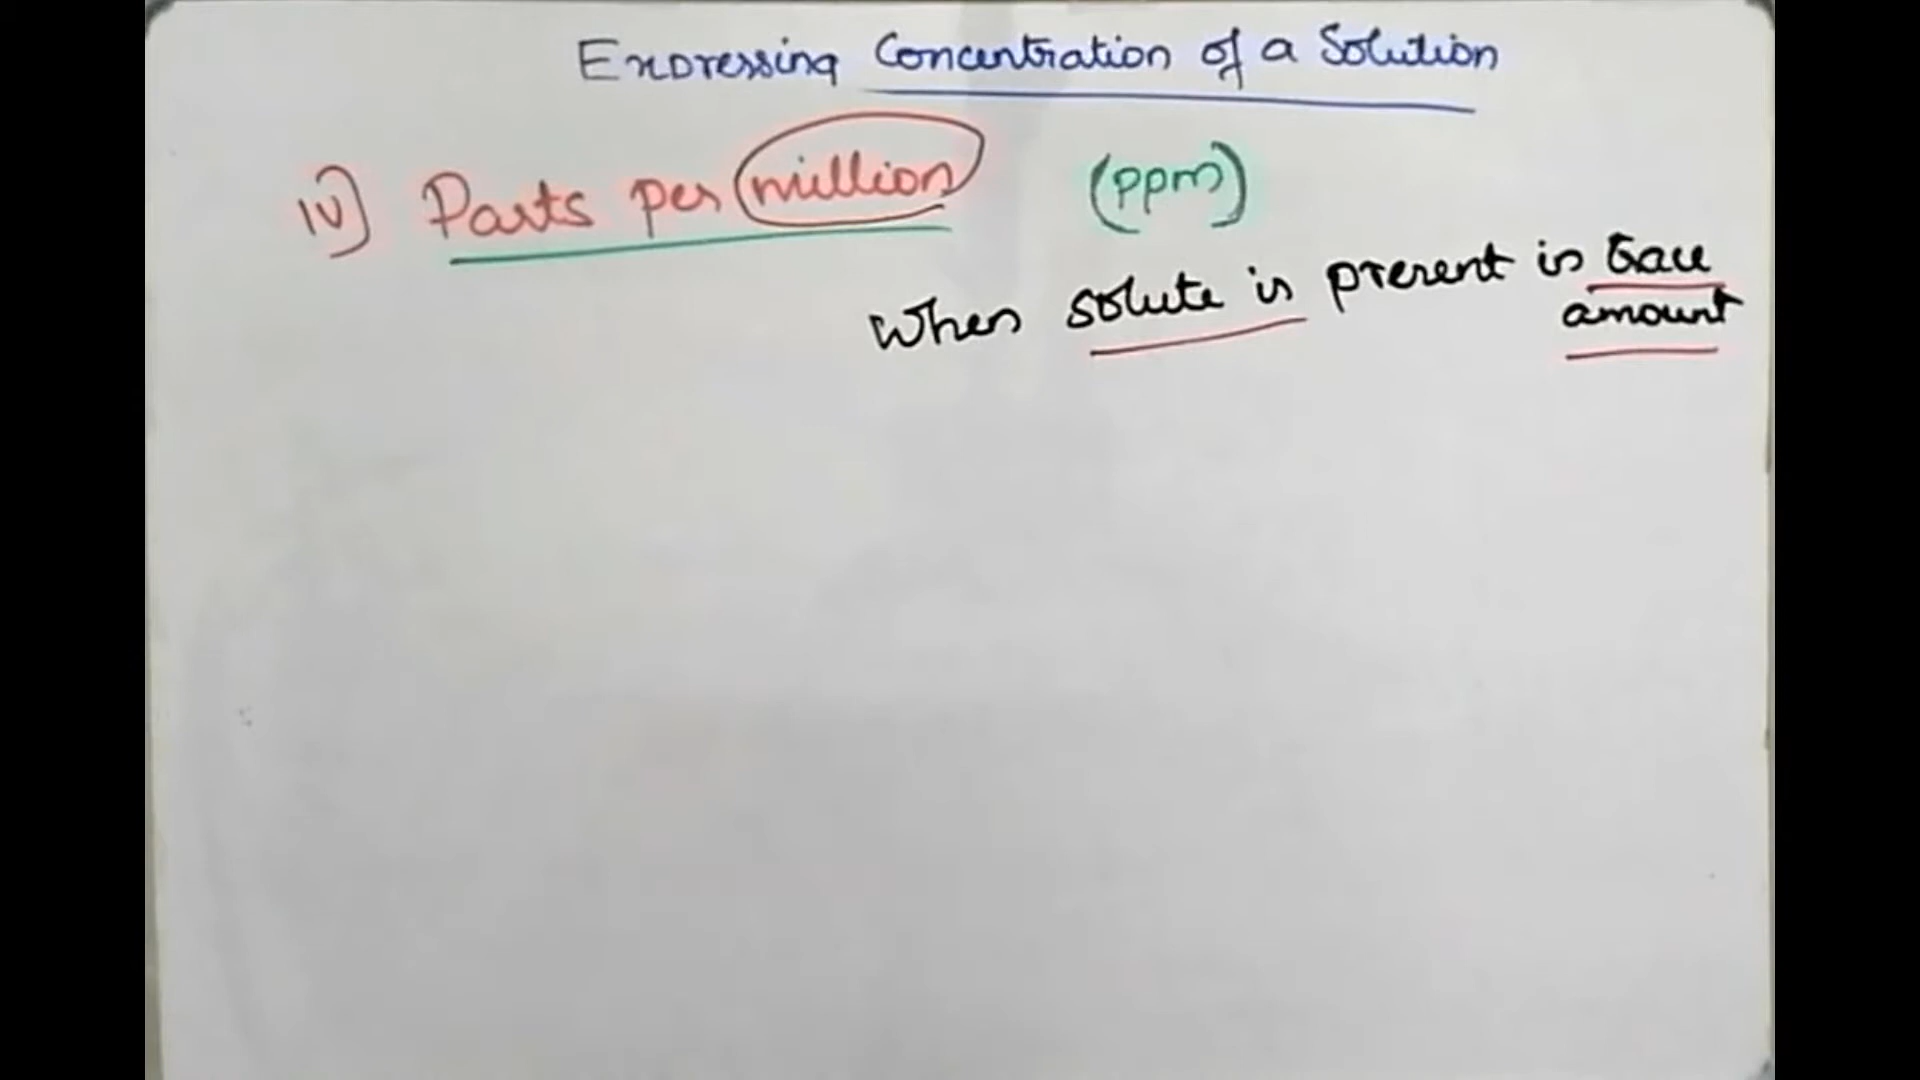 Expressing Concentration of a Solution
iv) Parts per million (ppm)
When solute is present in trace
amount